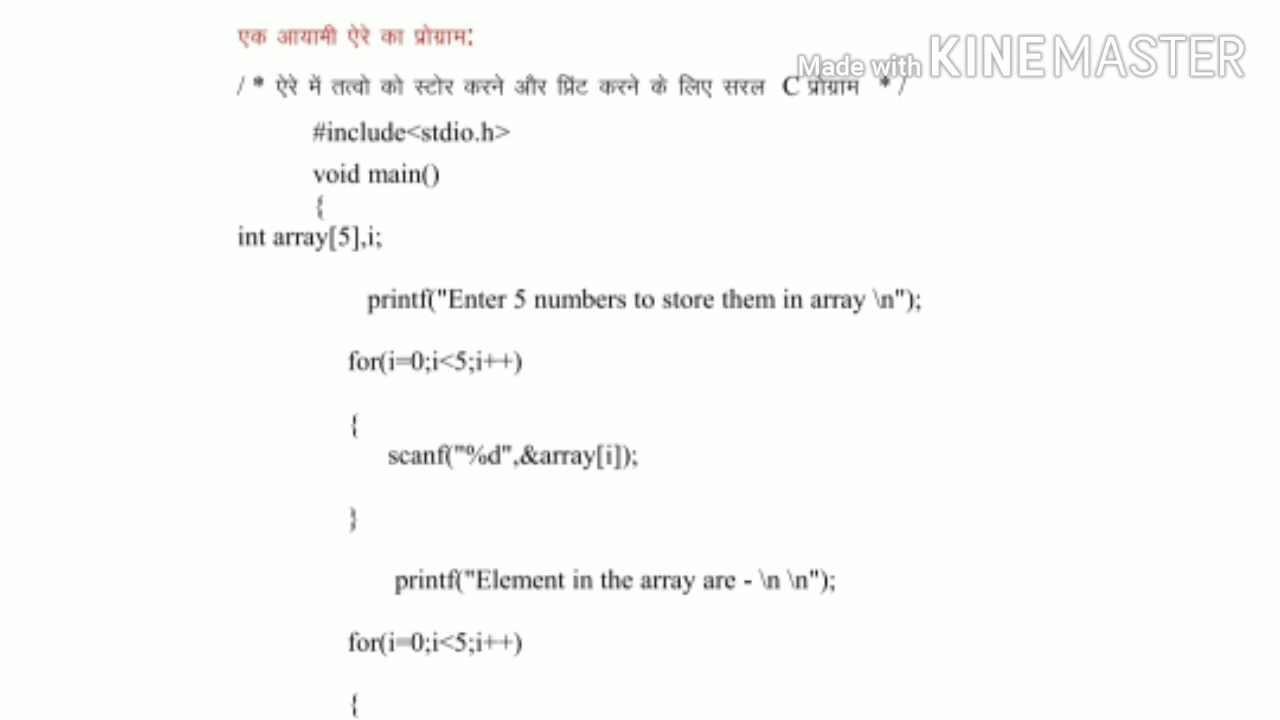 एक आयामी ऐरे का प्रोग्राम:
Made with KINEMASTER
/ * ऐरे में तत्वो को स्टोर करने और प्रिंट करने के लिए सरल C प्रोग्राम */
#include<stdio.h>
void main()
{
int array[5],i;
printf("Enter 5 numbers to store them in array \n");
for(i=0;i<5;i++)
{
scanf("%d",&array[i]);
}
printf("Element in the array are - \n \n");
for(i=0;i<5;i++)
{